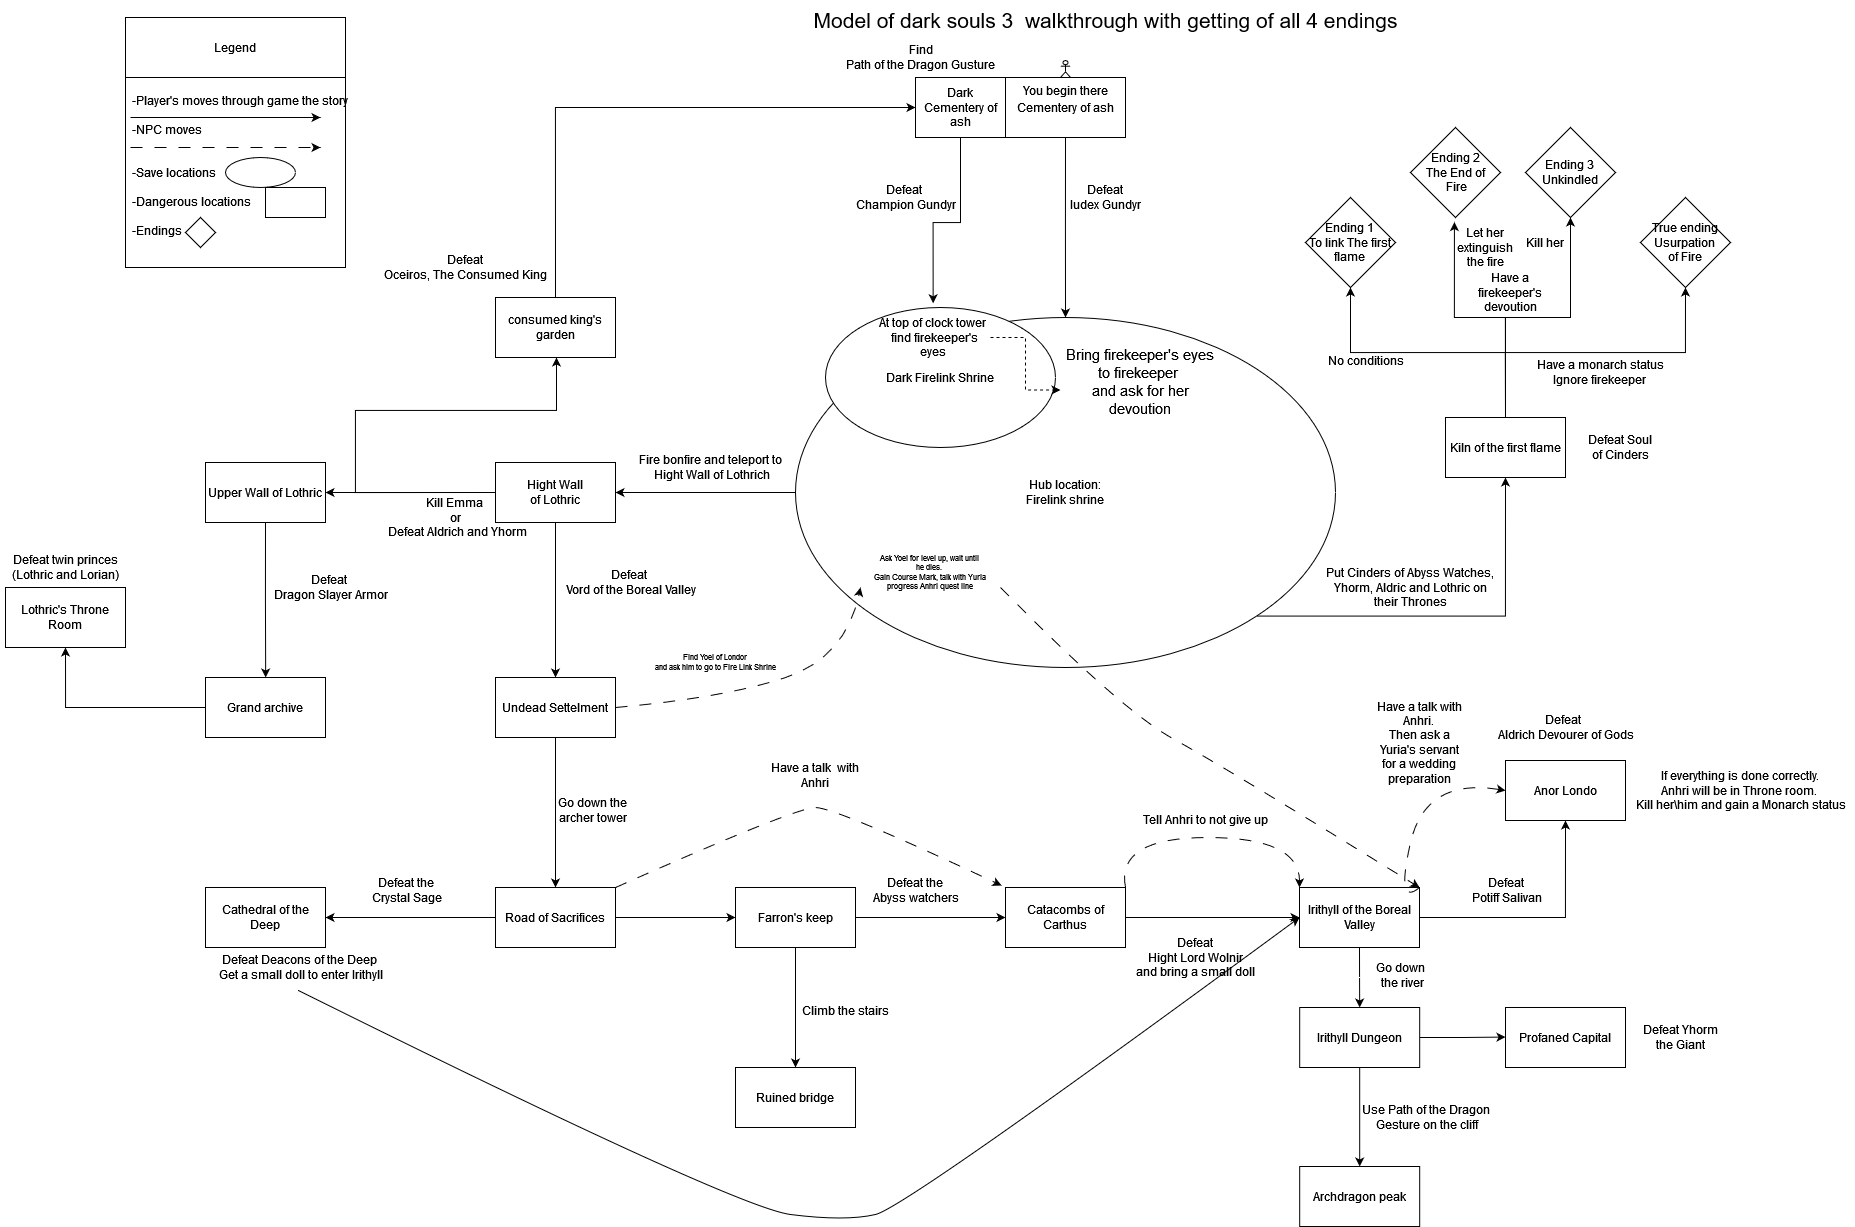 Model of dark souls 3  walkthrough with getting of all 4 endings
Legend
-Player's moves through game the story
-NPC moves
-Save locations
-Dangerous locations
-Endings
Find
Path of the Dragon Gusture
Dark
Cementery of
ash
You begin there
Cementery of ash
Defeat
Champion Gundyr
Defeat
Iudex Gundyr
Ending 1
To link The first
flame
Ending 2
The End of
Fire
Ending 3
Unkindled
True ending
Usurpation
of Fire
Let her
extinguish
the fire
Kill her
Have a
firekeeper's
devoution
No conditions
Have a monarch status
Ignore firekeeper
Kiln of the first flame
Defeat Soul
of Cinders
Defeat
Oceiros, The Consumed King
consumed king's
garden
At top of clock tower
find firekeeper's
eyes
Dark Firelink Shrine
Bring firekeeper's eyes
to firekeeper
and ask for her
devoution
Hub location:
Firelink shrine
Fire bonfire and teleport to
Hight Wall of Lothrich
Upper Wall of Lothric
Hight Wall
of Lothric
Kill Emma
or
Defeat Aldrich and Yhorm
Ask Yoel for level up, wait until
he dies.
Gain Course Mark, talk with Yuria
progress Anhri quest line
Put Cinders of Abyss Watches,
Yhorm, Aldric and Lothric on
their Thrones
Defeat twin princes
(Lothric and Lorian)
Lothric's Throne
Room
Defeat
Dragon Slayer Armor
Defeat
Vord of the Boreal Valley
Grand archive
Undead Settelment
Find Yoel of Londor
and ask him to go to Fire Link Shrine
Go down the
archer tower
Have a talk  with
Anhri
Tell Anhri to not give up
Have a talk with
Anhri.
Then ask a
Yuria's servant
for a wedding
preparation
Defeat
Aldrich Devourer of Gods
Anor Londo
If everything is done correctly.
Anhri will be in Throne room.
Kill her\him and gain a Monarch status
Cathedral of the
Deep
Defeat the
Crystal Sage
Road of Sacrifices
Farron's keep
Defeat the
Abyss watchers
Catacombs of
Carthus
Irithyll of the Boreal
Valley
Defeat
Potiff Salivan
Defeat Deacons of the Deep
Get a small doll to enter Irithyll
Defeat
Hight Lord Wolnir
and bring a small doll
Go down
the river
Climb the stairs
Irithyll Dungeon
Profaned Capital
Defeat Yhorm
the Giant
Ruined bridge
Use Path of the Dragon
Gesture on the cliff
Archdragon peak